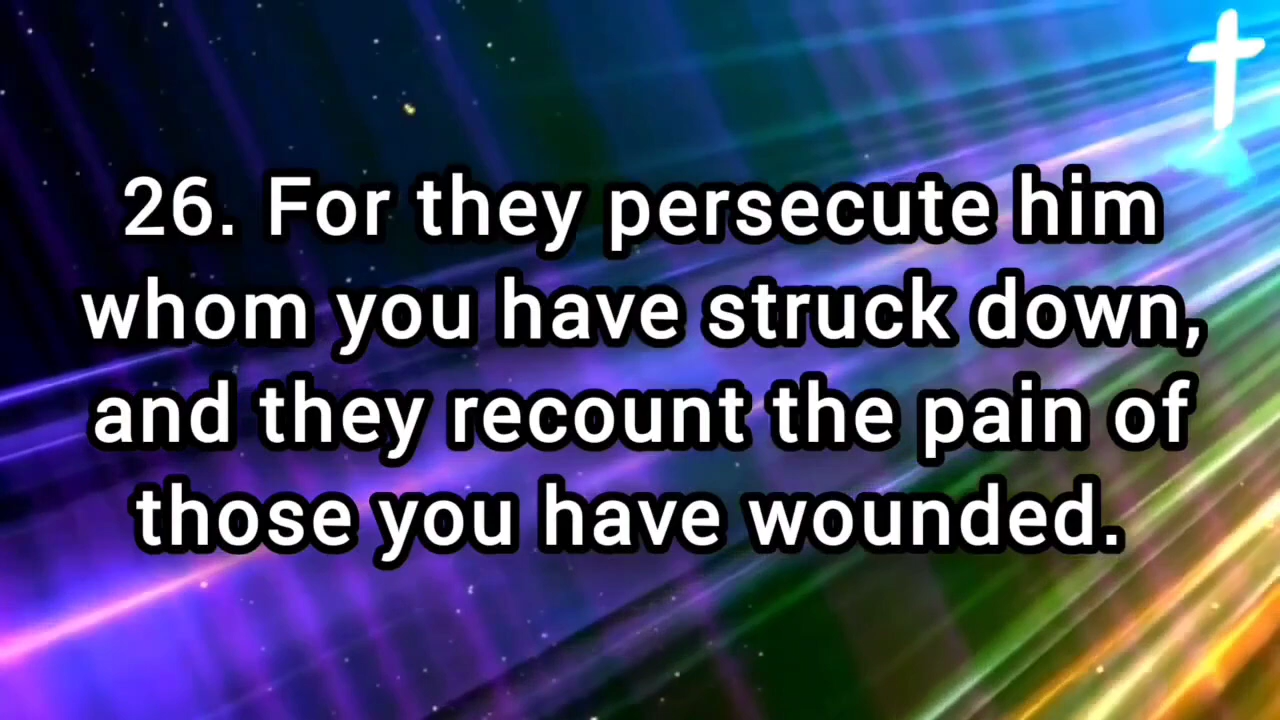 26. For they persecute him
whom you have struck down,
and they recount the pain of
those you have wounded.